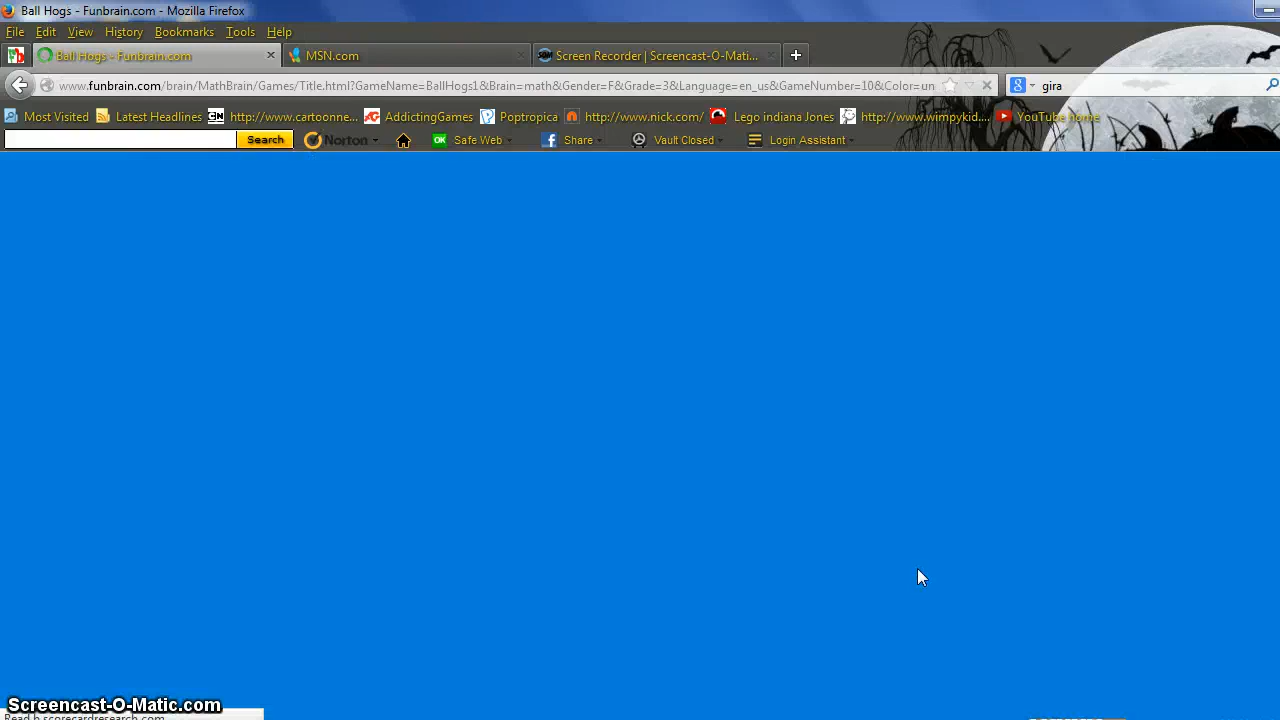 Ball Hogs - Funbrain.com - Mozilla Firefox
File Edit View History Bookmarks Tools Help
Ball Hogs - Funbrain.com MSN.com Screen Recorder | Screencast-O-Mati...
www.funbrain.com/brain/MathBrain/Games/Title.html?GameName=BallHogs1&Brain=math&Gender=F&Grade=3&Language=en_us&GameNumber=10&Color=un gira
Most Visited Latest Headlines http://www.cartoonne... AddictingGames Poptropica http://www.nick.com/ Lego indiana Jones http://www.wimpykid.... YouTube home
Search Norton Safe Web Share Vault Closed Login Assistant
Screencast-O-Matic.com
Read b.scorecardresearch.com